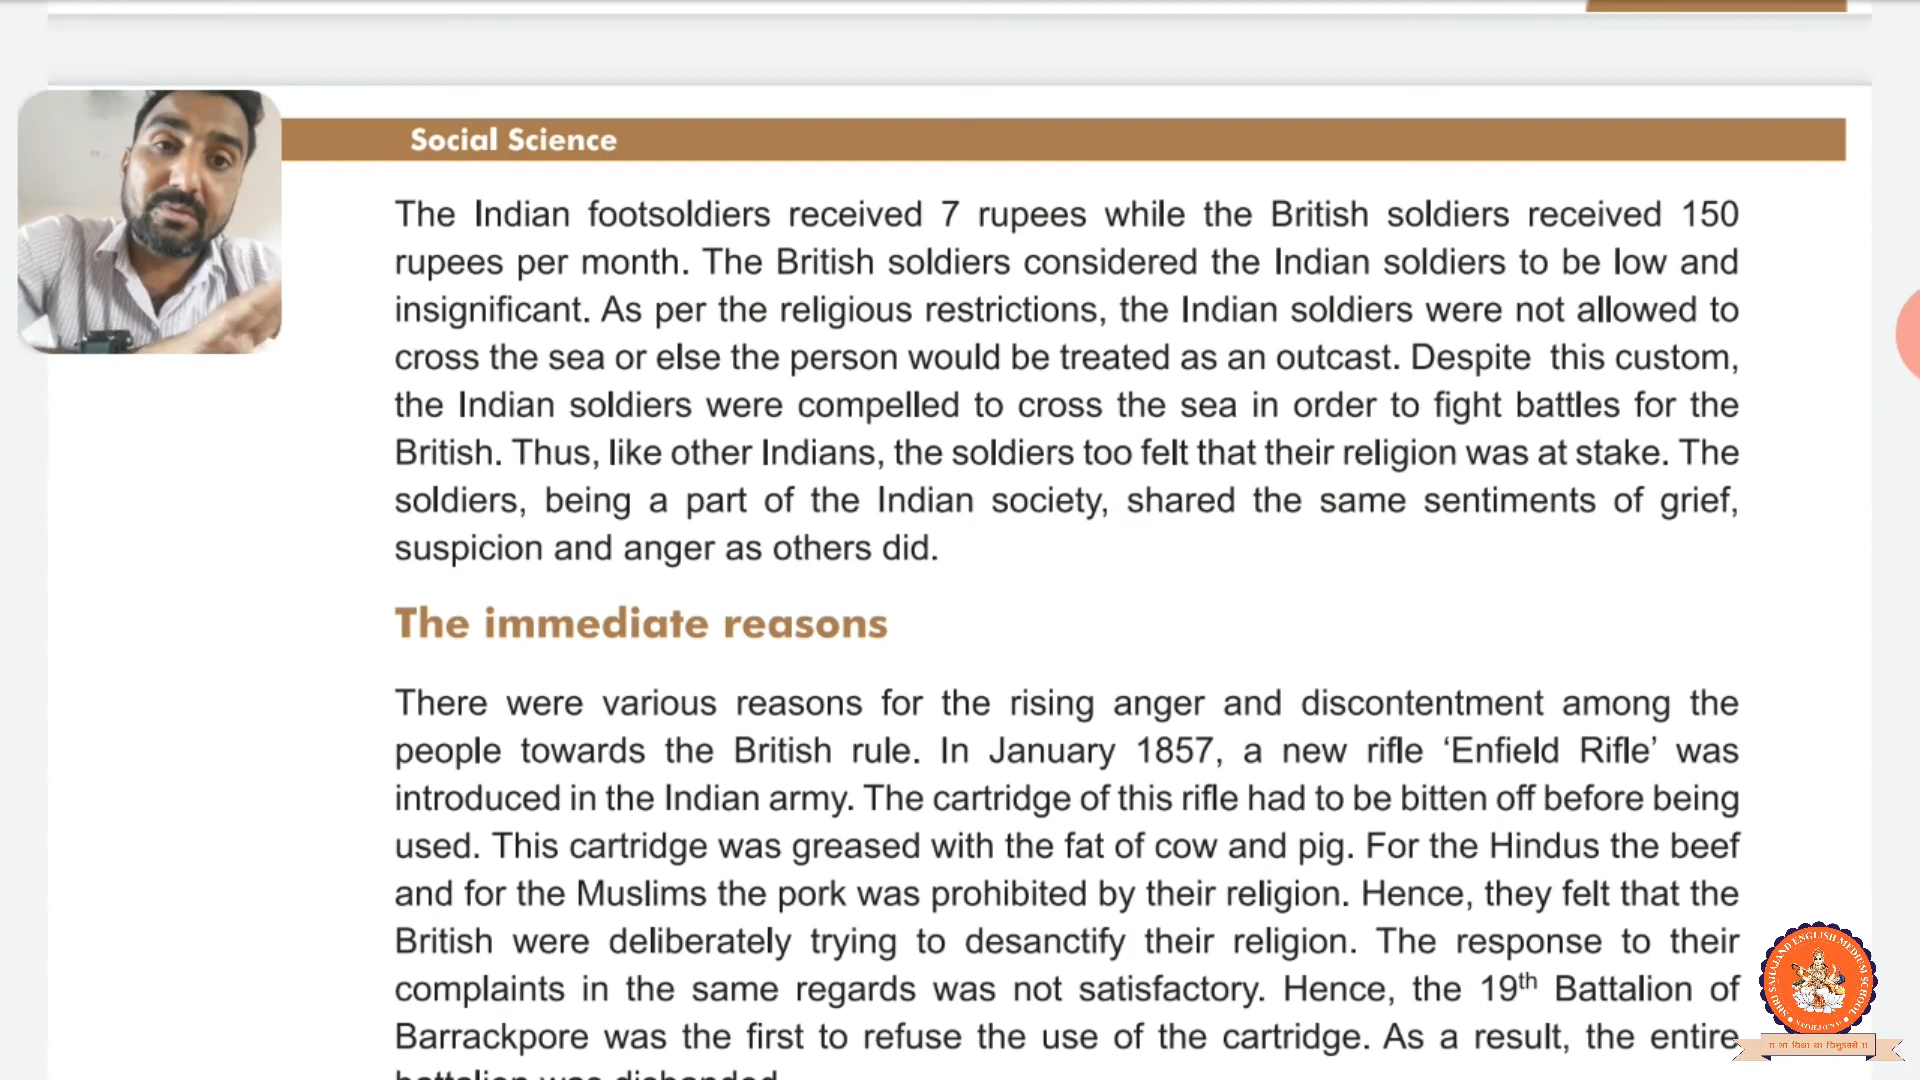 Social Science
The Indian footsoldiers received 7 rupees while the British soldiers received 150
rupees per month. The British soldiers considered the Indian soldiers to be low and
insignificant. As per the religious restrictions, the Indian soldiers were not allowed to
cross the sea or else the person would be treated as an outcast. Despite this custom,
the Indian soldiers were compelled to cross the sea in order to fight battles for the
British. Thus, like other Indians, the soldiers too felt that their religion was at stake. The
soldiers, being a part of the Indian society, shared the same sentiments of grief,
suspicion and anger as others did.
The immediate reasons
There were various reasons for the rising anger and discontentment among the
people towards the British rule. In January 1857, a new rifle ‘Enfield Rifle’ was
introduced in the Indian army. The cartridge of this rifle had to be bitten off before being
used. This cartridge was greased with the fat of cow and pig. For the Hindus the beef
and for the Muslims the pork was prohibited by their religion. Hence, they felt that the
British were deliberately trying to desanctify their religion. The response to their
complaints in the same regards was not satisfactory. Hence, the 19th Battalion of
Barrackpore was the first to refuse the use of the cartridge. As a result, the entire
battalion was disbanded.
SHRI SAHAJANAND ENGLISH MEDIUM SCHOOL
॥ सा विद्या या विमुक्तये ॥